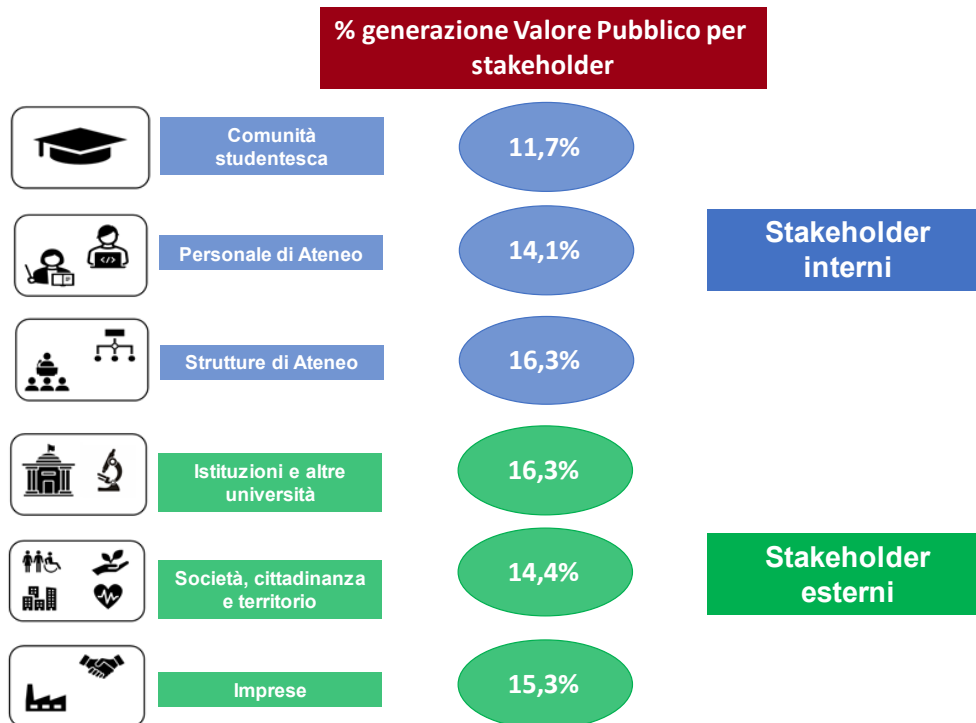 % generazione Valore Pubblico per
stakeholder
Comunità
studentesca
11,7%
Personale di Ateneo
14,1%
Stakeholder
interni
Strutture di Ateneo
16,3%
Istituzioni e altre
università
16,3%
Società, cittadinanza
e territorio
14,4%
Stakeholder
esterni
Imprese
15,3%